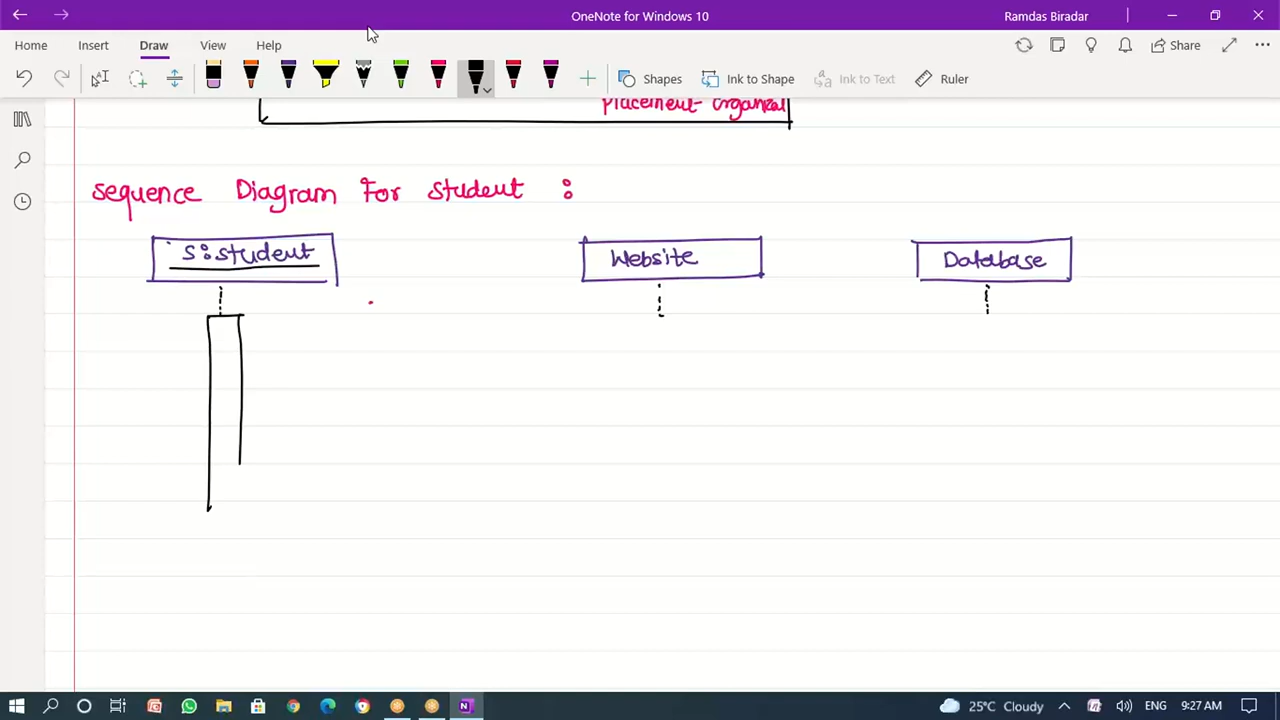 OneNote for Windows 10
Ramdas Biradar
Home Insert Draw View Help
Share
Shapes Ink to Shape Ink to Text Ruler
Placement
Sequence Diagram For Student :
S:Student
Website
Database
25°C Cloudy
ENG 9:27 AM